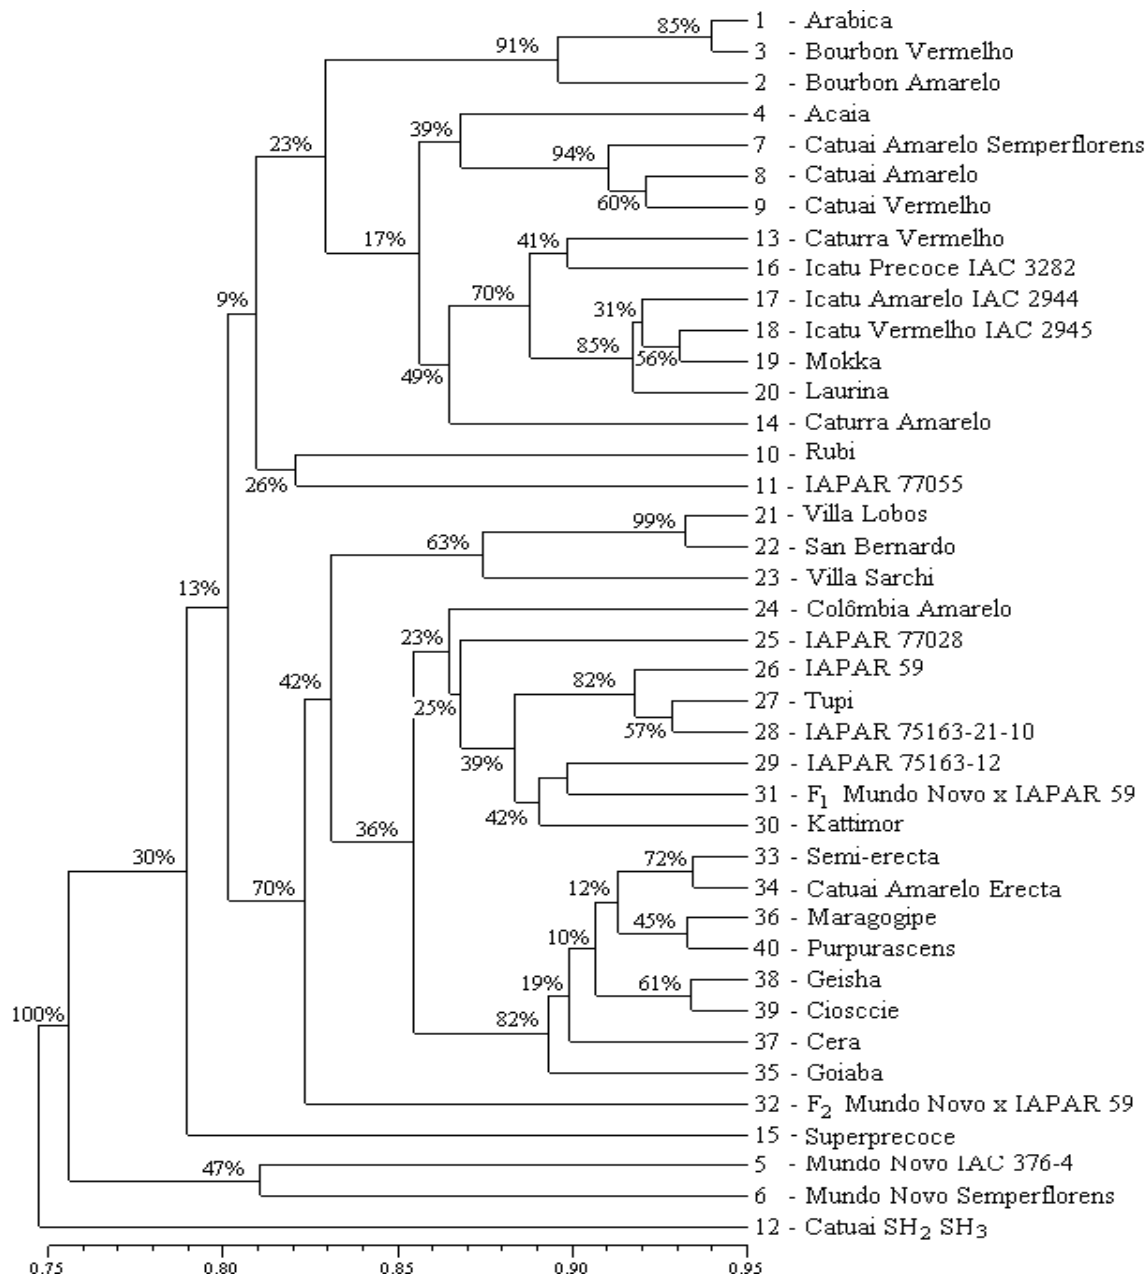 85%
1 - Arabica
91%
3 - Bourbon Vermelho
2 - Bourbon Amarelo
39%
4 - Acaia
23%
94%
7 - Catuai Amarelo Semperflorens
8 - Catuai Amarelo
60%
9 - Catuai Vermelho
17%
41%
13 - Caturra Vermelho
16 - Icatu Precoce IAC 3282
9%
70%
31%
17 - Icatu Amarelo IAC 2944
18 - Icatu Vermelho IAC 2945
85%
56%
19 - Mokka
49%
20 - Laurina
14 - Caturra Amarelo
10 - Rubi
26%
11 - IAPAR 77055
99%
21 - Villa Lobos
63%
22 - San Bernardo
13%
23 - Villa Sarchi
23%
24 - Colômbia Amarelo
25 - IAPAR 77028
42%
82%
26 - IAPAR 59
25%
27 - Tupi
57%
28 - IAPAR 75163-21-10
39%
29 - IAPAR 75163-12
31 - F1 Mundo Novo x IAPAR 59
36%
42%
30 - Kattimor
30%
72%
33 - Semi-erecta
70%
12%
34 - Catuai Amarelo Erecta
45%
36 - Maragogipe
10%
40 - Purpurascens
19%
61%
38 - Geisha
100%
82%
39 - Ciosccie
37 - Cera
35 - Goiaba
32 - F2 Mundo Novo x IAPAR 59
15 - Superprecoce
47%
5 - Mundo Novo IAC 376-4
6 - Mundo Novo Semperflorens
12 - Catuai SH2 SH3
0.75 0.80 0.85 0.90 0.95